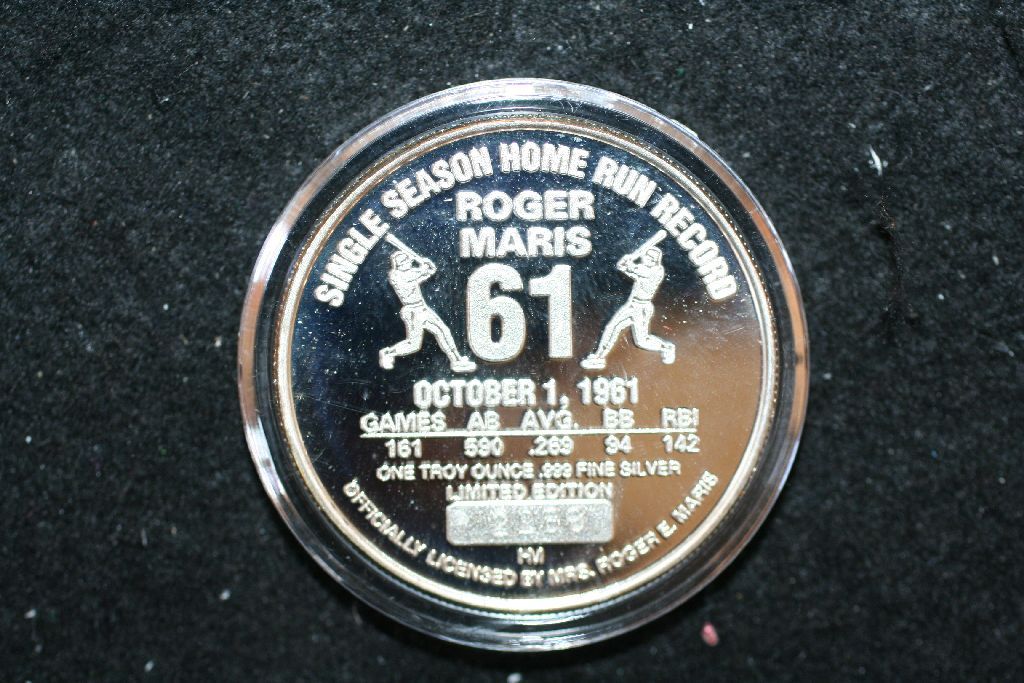 SINGLE SEASON HOME RUN RECORD
ROGER
MARIS
61
OCTOBER 1, 1961
GAMES AB AVG. BB RBI
161 590 .269 94 142
ONE TROY OUNCE .999 FINE SILVER
LIMITED EDITION
HM
OFFICIALLY LICENSED BY MRS. ROGER E. MARIS